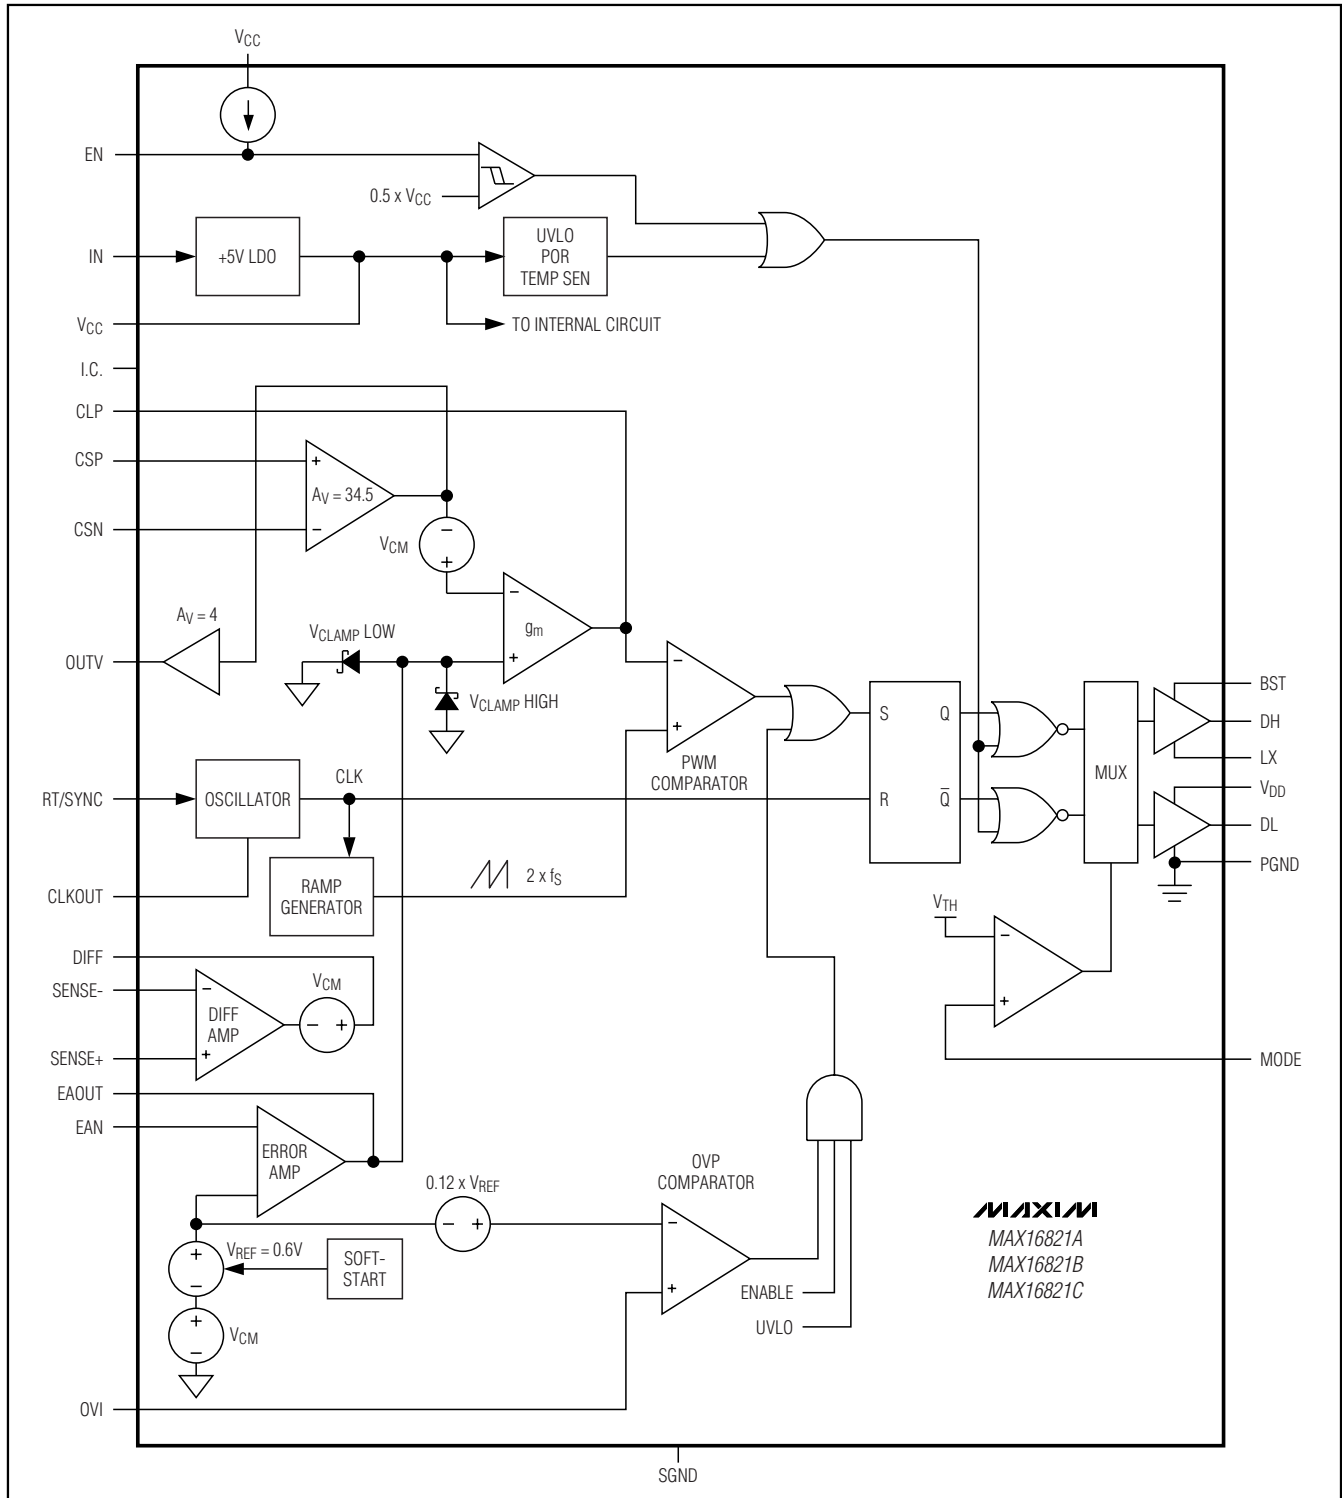 VCC
EN
0.5 x VCC
IN
+5V LDO
UVLO
POR
TEMP SEN
VCC
TO INTERNAL CIRCUIT
I.C.
CLP
CSP
+
AV = 34.5
CSN
-
VCM
-
+
AV = 4
-
gm
+
VCLAMP LOW
OUTV
VCLAMP HIGH
-
+
PWM
COMPARATOR
S
Q
R
Q̅
MUX
BST
DH
LX
VDD
DL
PGND
RT/SYNC
OSCILLATOR
CLK
CLKOUT
RAMP
GENERATOR
2 x fS
VTH
-
+
DIFF
SENSE-
-
DIFF
AMP
+
VCM
- +
SENSE+
MODE
EAOUT
EAN
ERROR
AMP
0.12 x VREF
- +
OVP
COMPARATOR
-
+
MAXIM
MAX16821A
MAX16821B
MAX16821C
+
-
VREF = 0.6V
SOFT-
START
ENABLE
UVLO
+
-
VCM
OVI
SGND